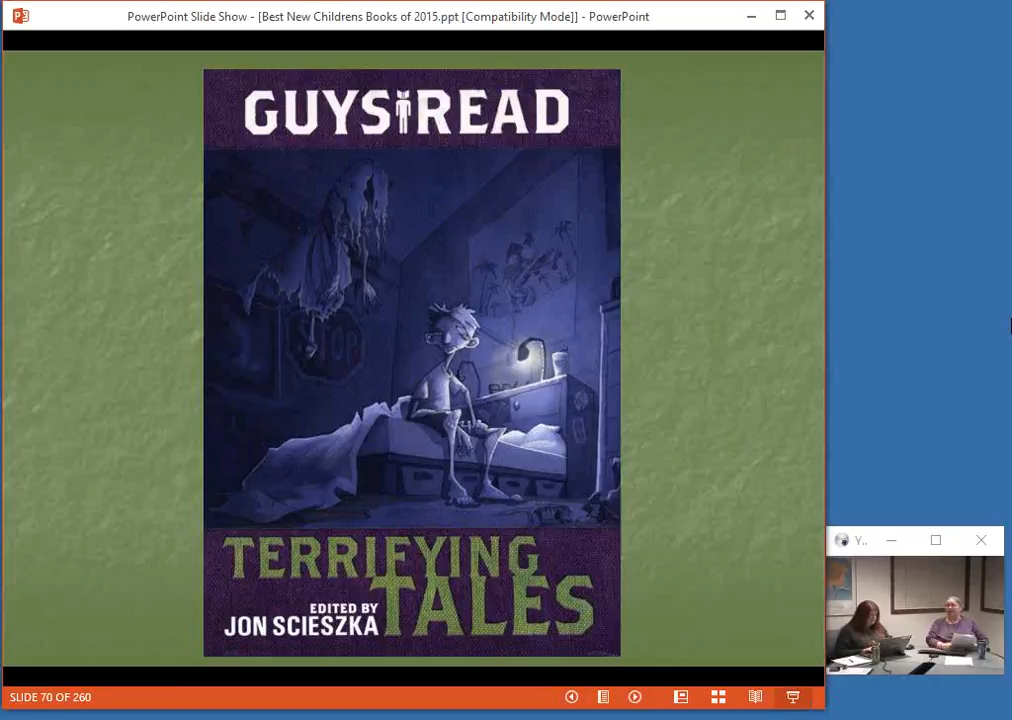 PowerPoint Slide Show - [Best New Childrens Books of 2015.ppt [Compatibility Mode]] - PowerPoint
GUYS READ
STOP
TERRIFYING
TALES
EDITED BY
JON SCIESZKA
Y..
SLIDE 70 OF 260